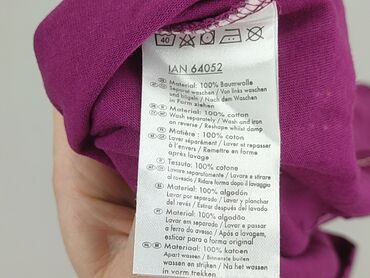 40
IAN 64052
Material: 100% Baumwolle
Separat waschen / Von links waschen
und bügeln / Nach dem Waschen
in Form ziehen
Material: 100% cotton
Wash separately / Wash and iron
on reverse / Reshape whilst damp
Matière : 100% coton
Laver séparément / Laver et repasser
à l'envers / Remettre en forme
après lavage
Tessuto: 100% cotone
Lavare separatamente / Lavare e stirare
al rovescio / Ridare forma dopo il lavaggio
Material: 100% algodón
Lavar por separado / Lavar y planchar
del revés / Estirar después del lavado
Material: 100% algodão
Lavar em separado / Lavar e passar
a ferro do avesso / Após a lavagem,
esticar para a forma original
Materiaal: 100% katoen
Apart wassen / Binnenste buiten
wassen en strijken / Na het wassen
in vorm trekken